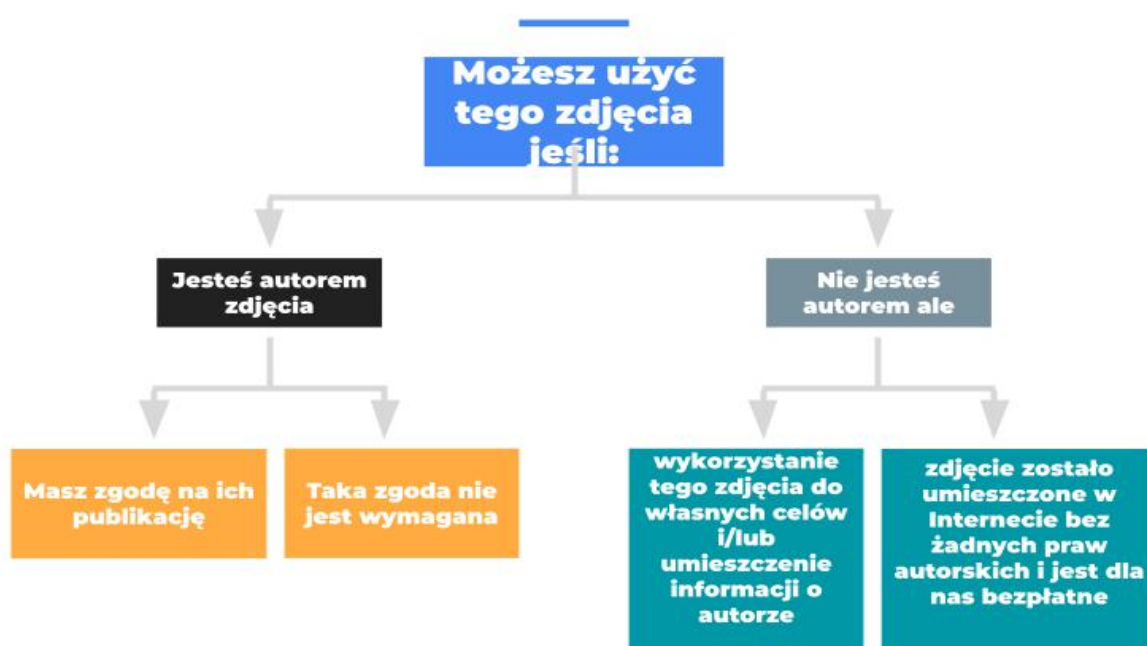 Możesz użyć
tego zdjęcia
jeśli:
Jesteś autorem
zdjęcia
Nie jesteś
autorem ale
Masz zgodę na ich
publikację
Taka zgoda nie
jest wymagana
wykorzystanie
tego zdjęcia do
własnych celów
i/lub
umieszczenie
informacji o
autorze
zdjęcie zostało
umieszczone w
Internecie bez
żadnych praw
autorskich i jest dla
nas bezpłatne